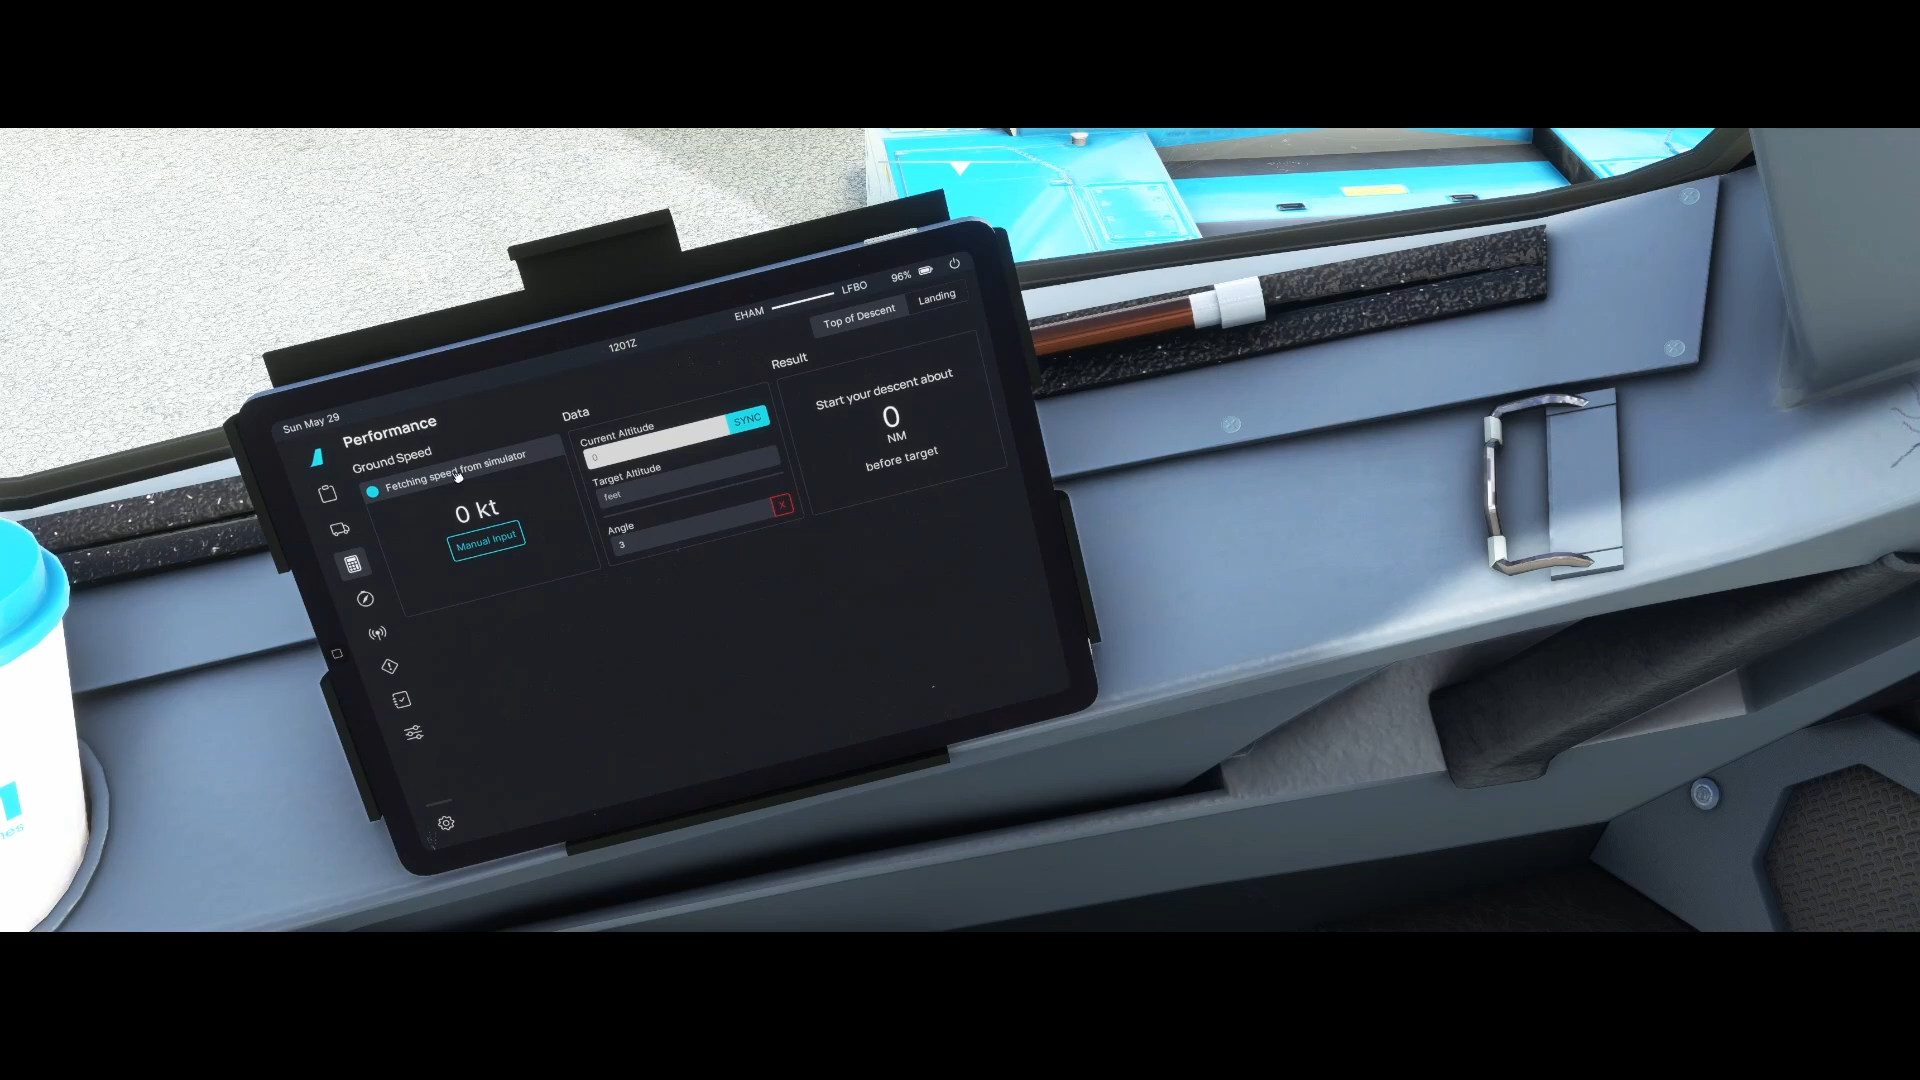 Sun May 29
1201Z
EHAM LFBO
96%
Performance
Top of Descent
Landing
Ground Speed
Fetching speed from simulator
0 kt
Manual Input
Data
Current Altitude
0
SYNC
Target Altitude
feet
Angle
3
X
Result
Start your descent about
0
NM
before target